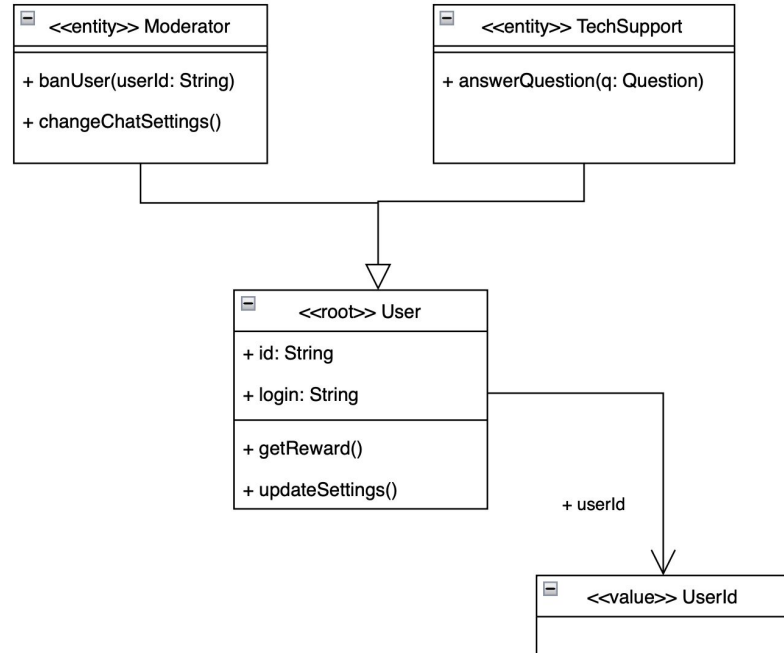 <<entity>> Moderator
+ banUser(userId: String)
+ changeChatSettings()
<<entity>> TechSupport
+ answerQuestion(q: Question)
<<root>> User
+ id: String
+ login: String
+ getReward()
+ updateSettings()
+ userId
<<value>> UserId